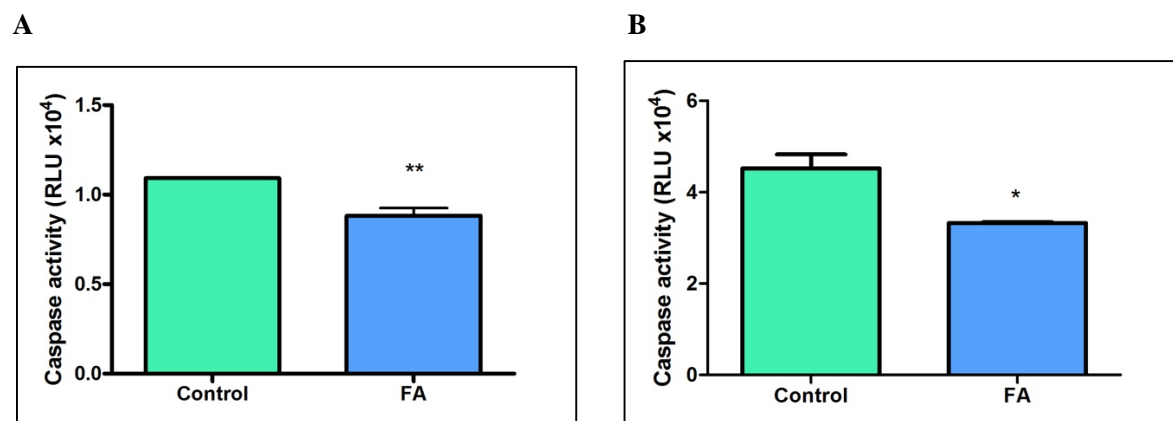 A
Caspase activity (RLU x10⁴)
1.5
1.0
0.5
0.0
**
Control
FA
B
Caspase activity (RLU x10⁴)
6
4
2
0
*
Control
FA